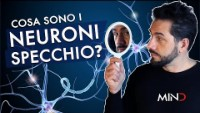 COSA SONO I
NEURONI
SPECCHIO?
MIND